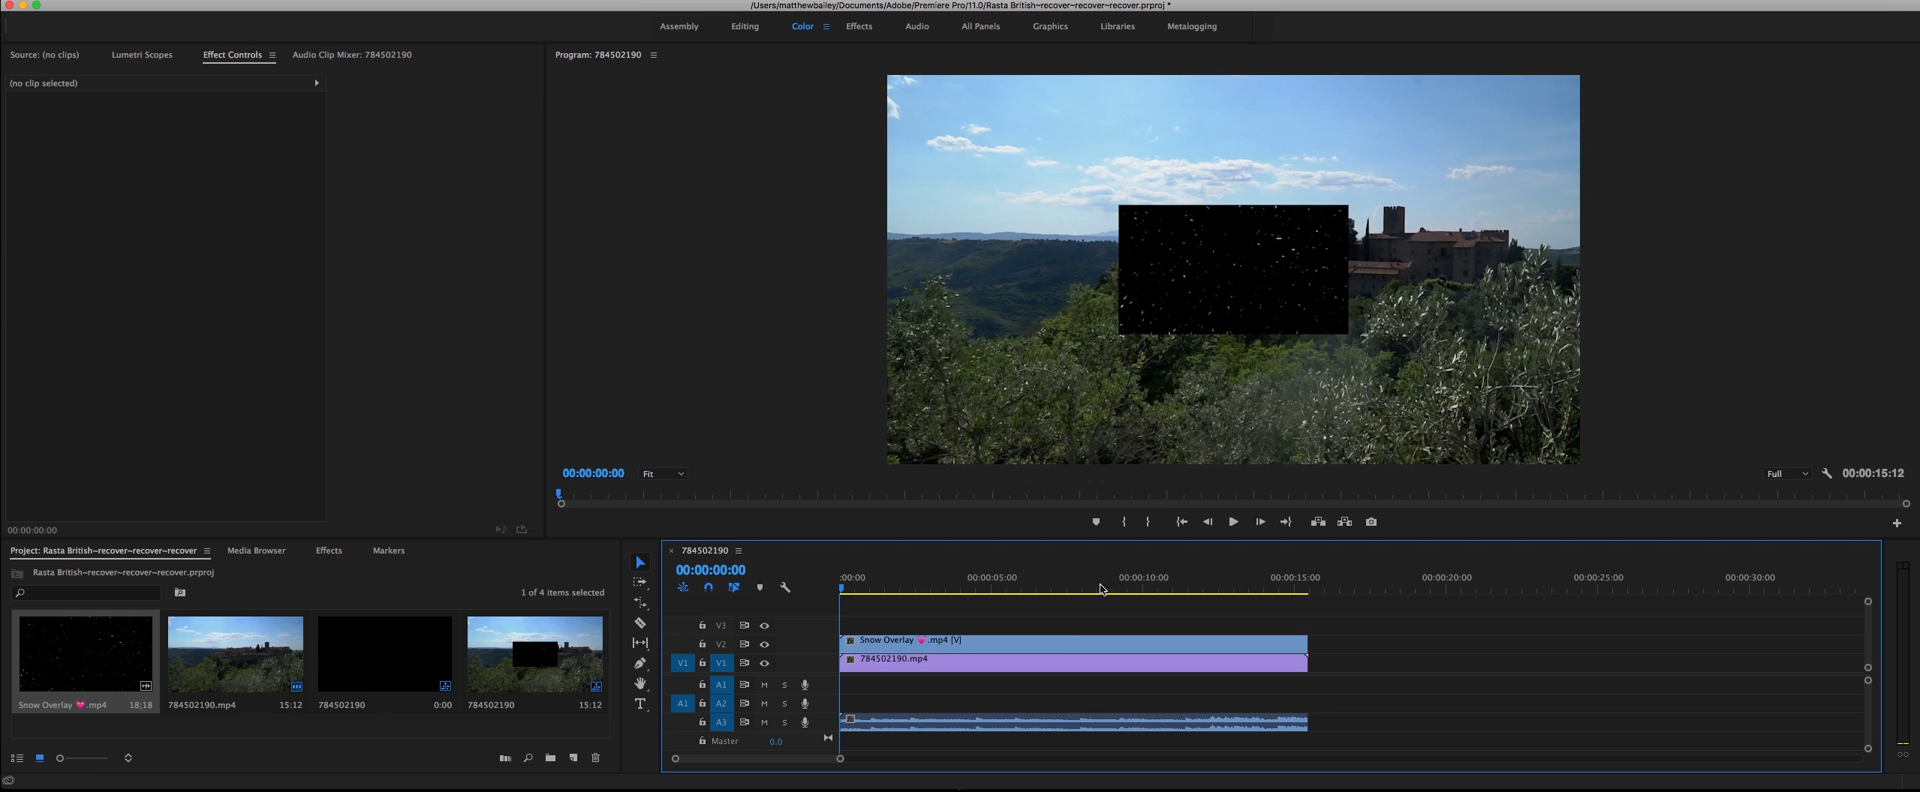 /Users/matthewbailey/Documents/Adobe/Premiere Pro/11.0/Rasta British~recover~recover~recover.prproj *
Assembly Editing Color Effects Audio All Panels Graphics Libraries Metalogging
Source: (no clips) Lumetri Scopes Effect Controls Audio Clip Mixer: 784502190
Program: 784502190
(no clip selected)
00:00:00:00 Fit Full 00:00:15:12
00:00:00:00
Project: Rasta British~recover~recover~recover Media Browser Effects Markers
Rasta British~recover~recover~recover.prproj
1 of 4 items selected
Snow Overlay 💓.mp4 18;18
784502190.mp4 15:12
784502190 0:00
784502190 15:12
× 784502190
00:00:00:00
:00:00 00:00:05:00 00:00:10:00 00:00:15:00 00:00:20:00 00:00:25:00 00:00:30:00
V3
V2 Snow Overlay 💓.mp4 [V]
V1 V1 784502190.mp4
A1 M S
A1 A2 M S
A3 M S
Master 0.0